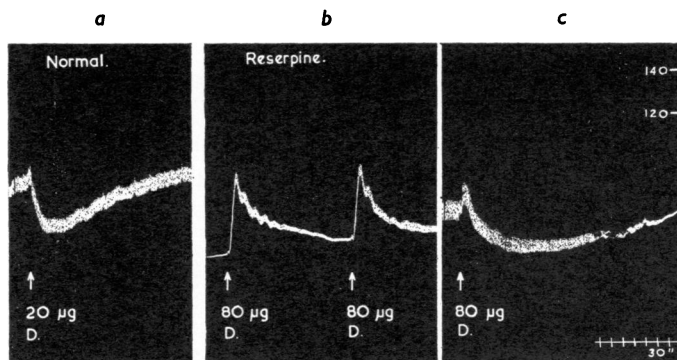 a b c
Normal.
Reserpine.
140
120
20 µg
D.
80 µg
D.
80 µg
D.
80 µg
D.
30"